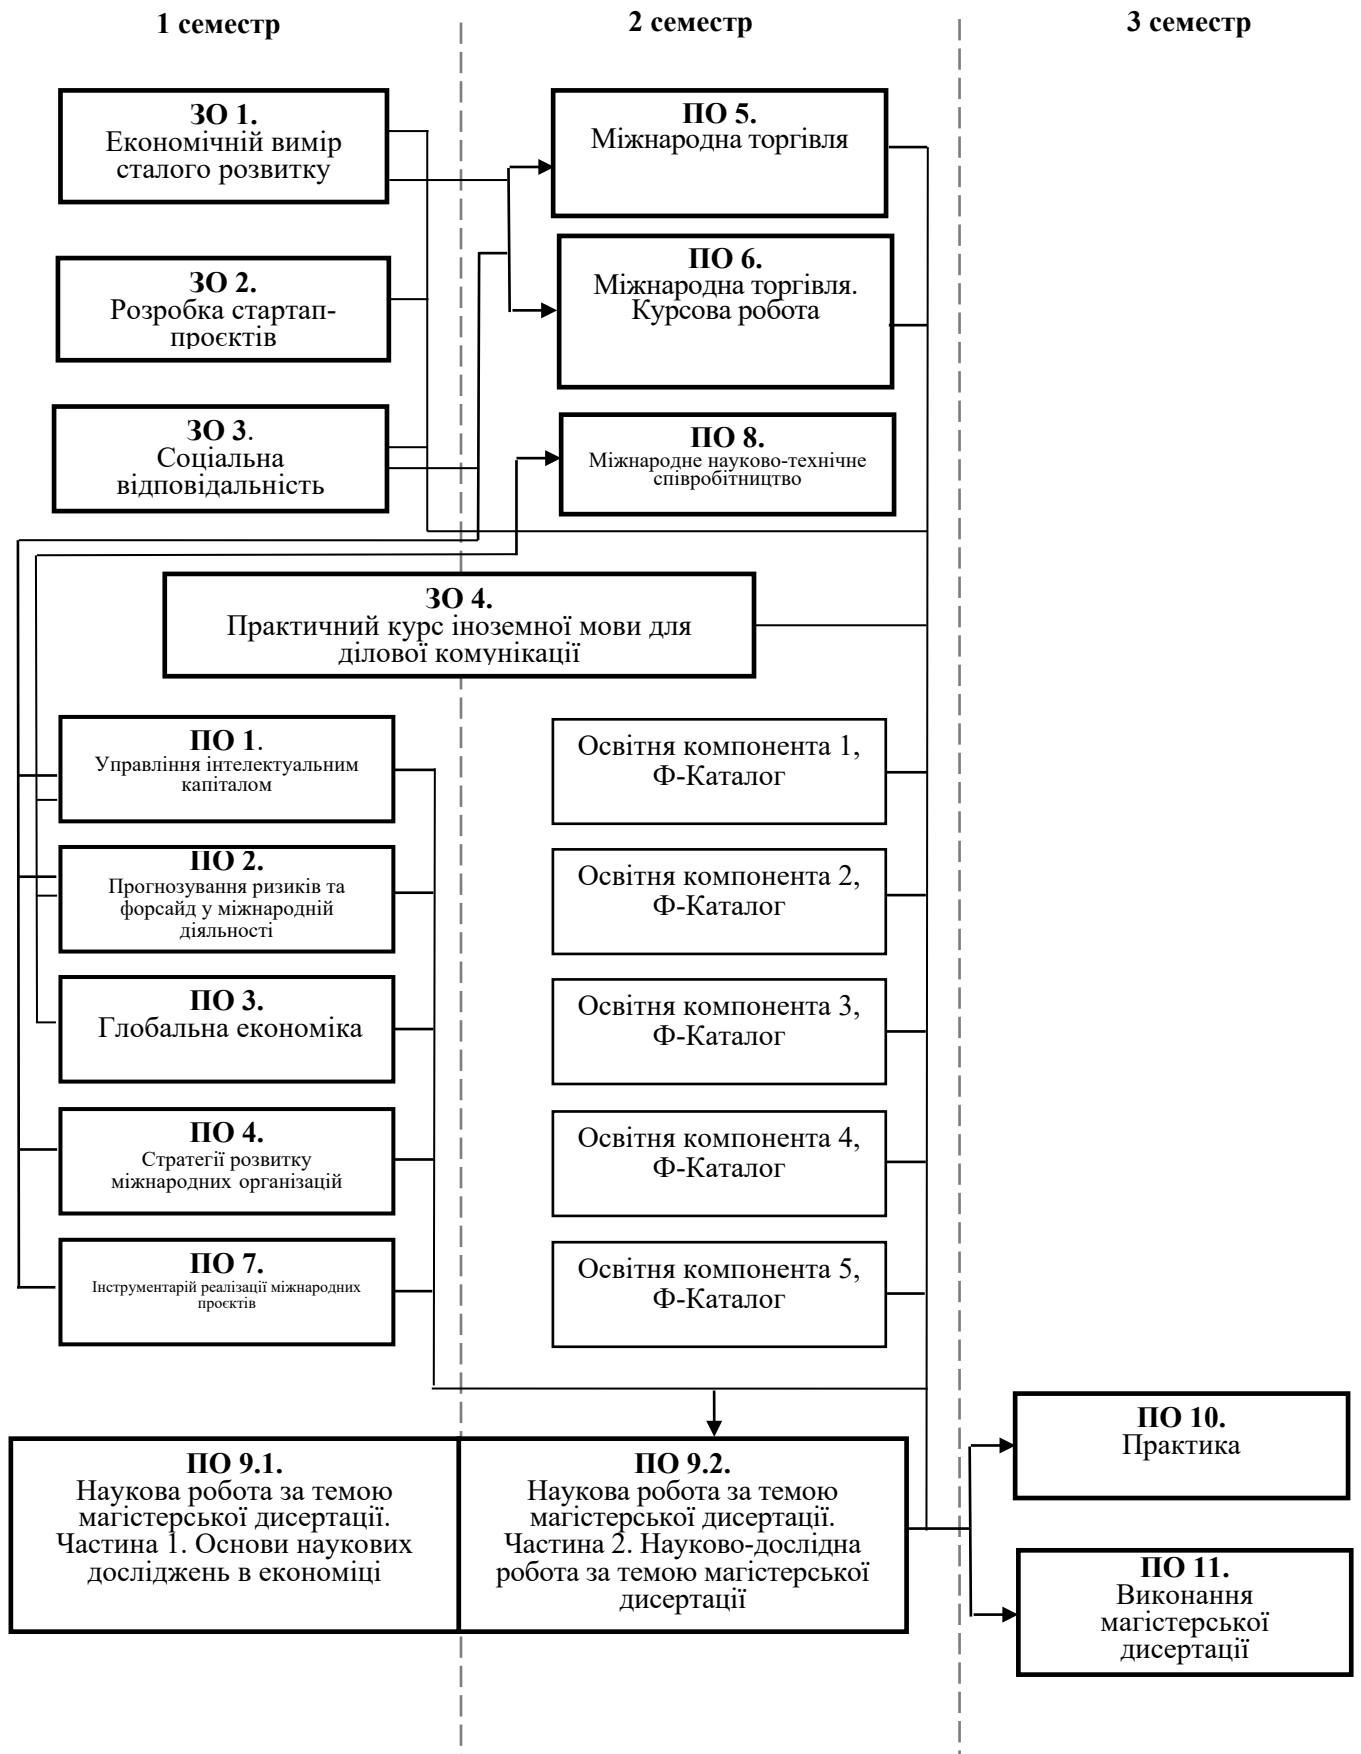 1 семестр
2 семестр
3 семестр
ЗО 1.
Економічній вимір
сталого розвитку
ПО 5.
Міжнародна торгівля
ЗО 2.
Розробка стартап-
проєктів
ПО 6.
Міжнародна торгівля.
Курсова робота
ЗО 3.
Соціальна
відповідальність
ПО 8.
Міжнародне науково-технічне
співробітництво
ЗО 4.
Практичний курс іноземної мови для
ділової комунікації
ПО 1.
Управління інтелектуальним
капіталом
Освітня компонента 1,
Ф-Каталог
ПО 2.
Прогнозування ризиків та
форсайд у міжнародній
діяльності
Освітня компонента 2,
Ф-Каталог
ПО 3.
Глобальна економіка
Освітня компонента 3,
Ф-Каталог
ПО 4.
Стратегії розвитку
міжнародних організацій
Освітня компонента 4,
Ф-Каталог
ПО 7.
Інструментарій реалізації міжнародних
проєктів
Освітня компонента 5,
Ф-Каталог
ПО 9.1.
Наукова робота за темою
магістерської дисертації.
Частина 1. Основи наукових
досліджень в економіці
ПО 9.2.
Наукова робота за темою
магістерської дисертації.
Частина 2. Науково-дослідна
робота за темою магістерської
дисертації
ПО 10.
Практика
ПО 11.
Виконання
магістерської
дисертації